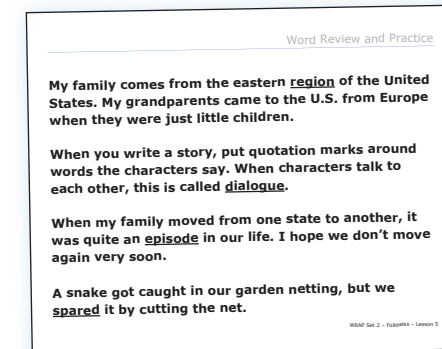 Word Review and Practice
My family comes from the eastern region of the United
States. My grandparents came to the U.S. from Europe
when they were just little children.
When you write a story, put quotation marks around
words the characters say. When characters talk to
each other, this is called dialogue.
When my family moved from one state to another, it
was quite an episode in our life. I hope we don’t move
again very soon.
A snake got caught in our garden netting, but we
spared it by cutting the net.
WRAP Set 2 – Folktales – Lesson 5